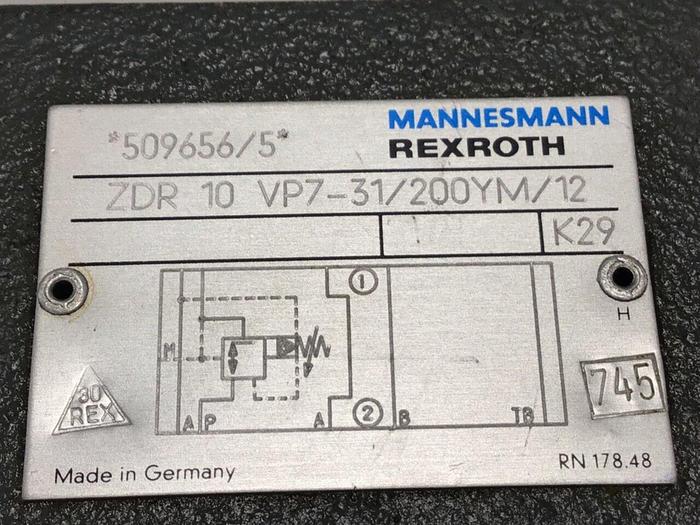 MANNESMANN
"509656/5" REXROTH
ZDR 10 VP7-31/200YM/12
K29
1
H
M
745
30
REX
2
A P A B TB
Made in Germany
RN 178.48